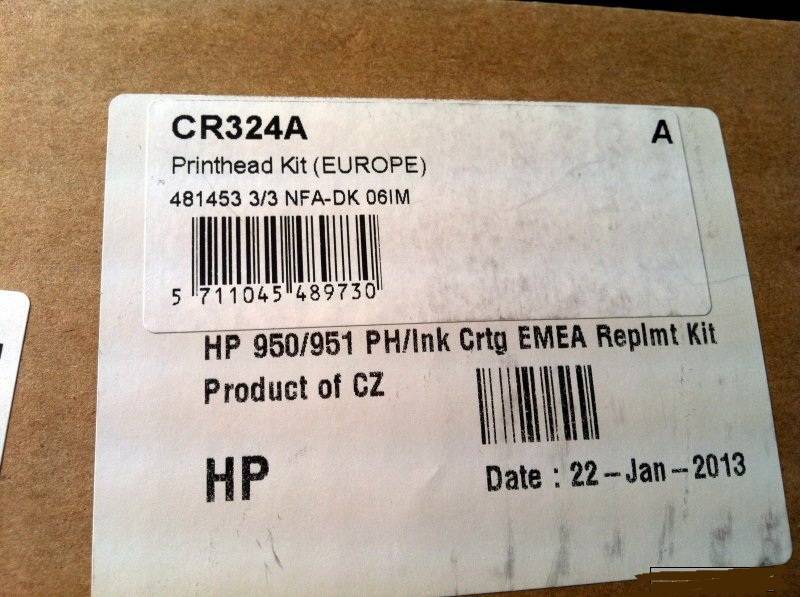 CR324A
A
Printhead Kit (EUROPE)
481453 3/3 NFA-DK 06IM
5 711045 489730
HP 950/951 PH/Ink Crtg EMEA Replmt Kit
Product of CZ
HP
Date : 22-Jan-2013